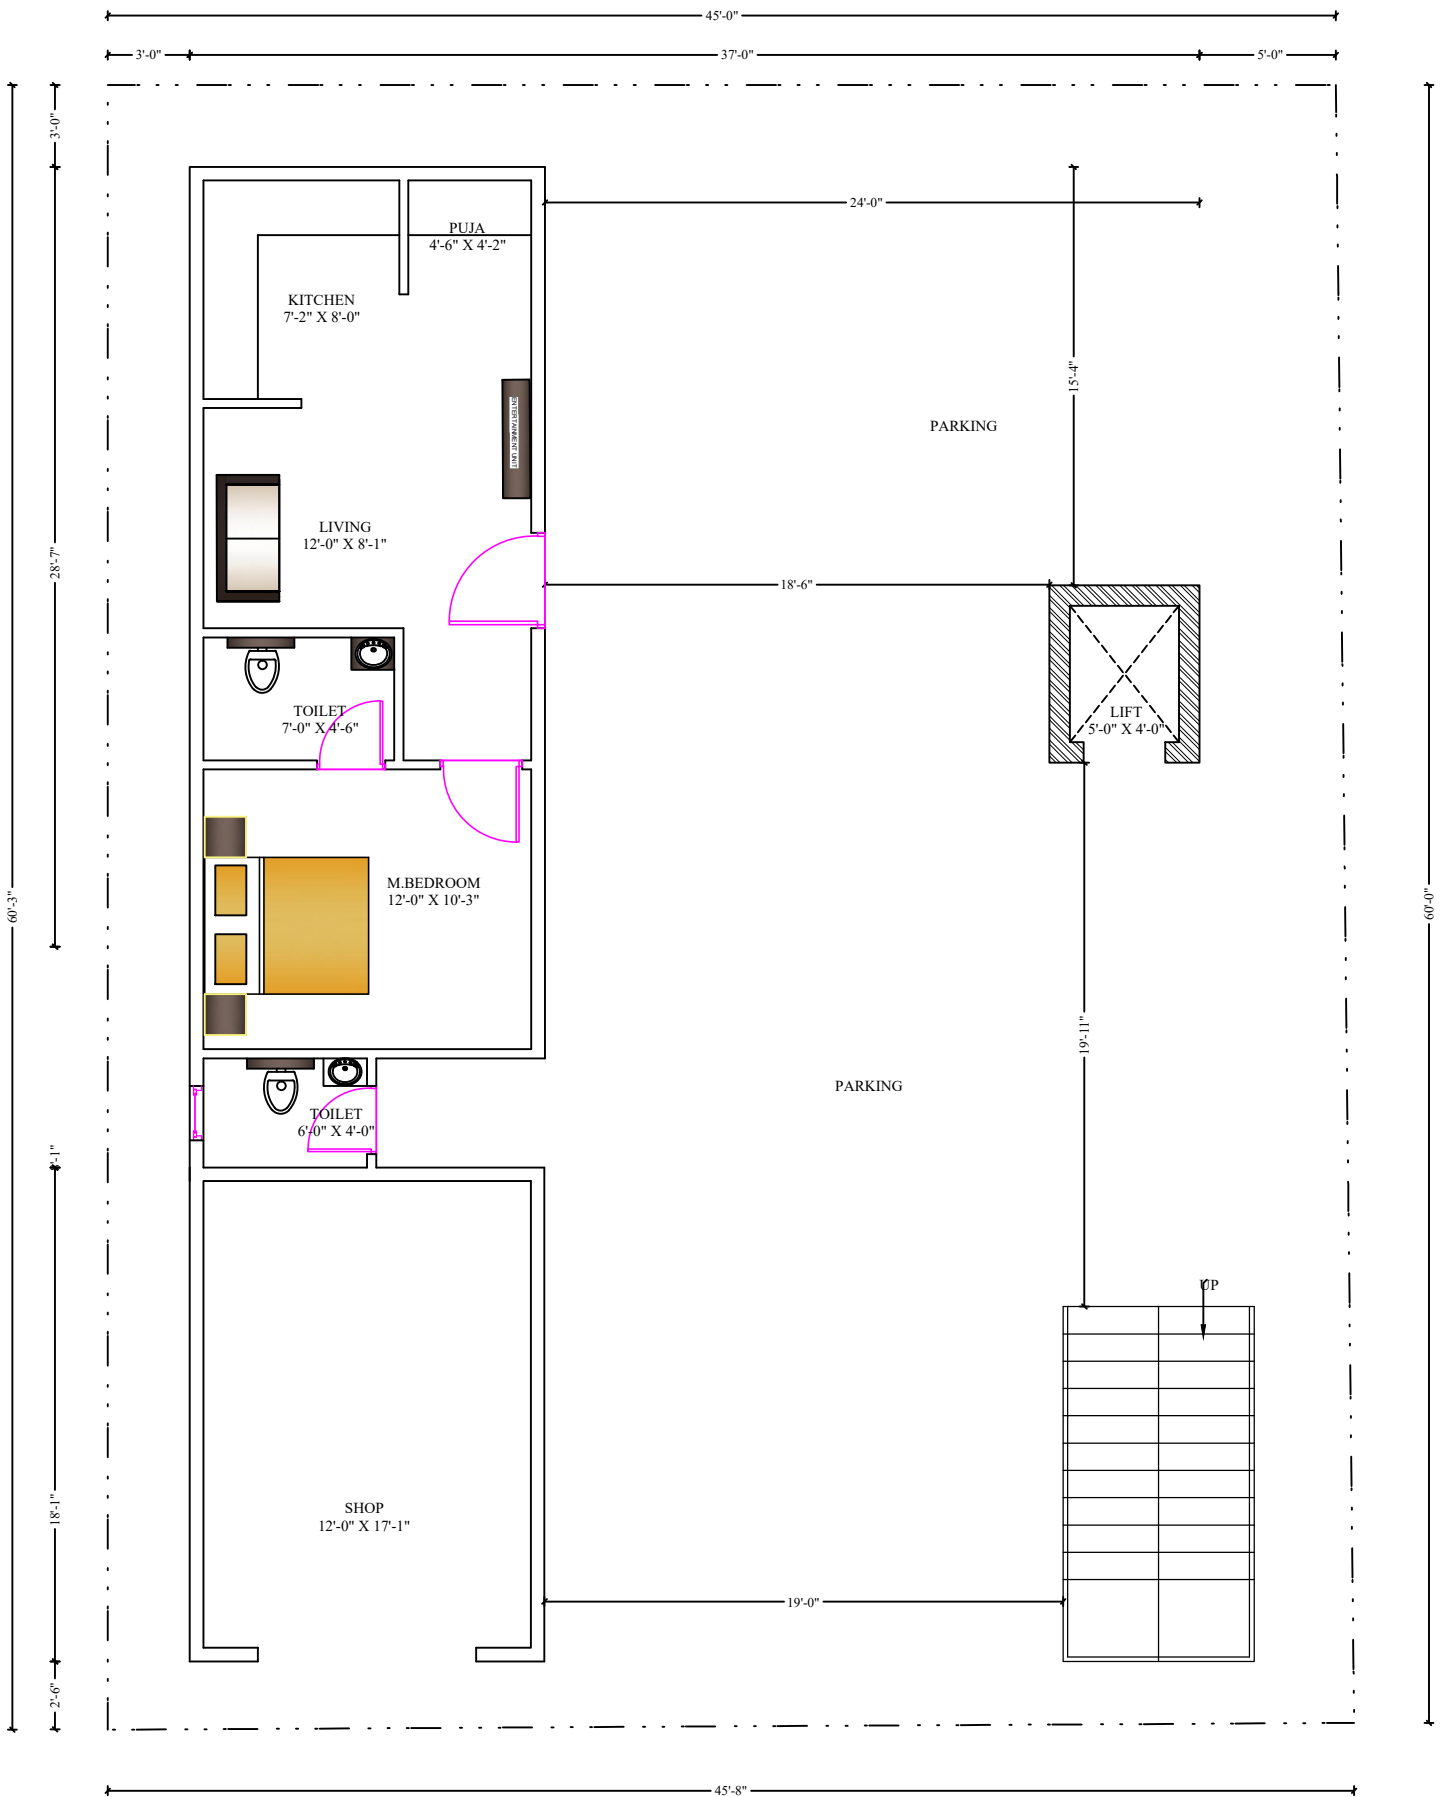 45'-0"
3'-0"
37'-0"
5'-0"
3'-0"
24'-0"
PUJA
4'-6" X 4'-2"
KITCHEN
7'-2" X 8'-0"
15'-4"
ENTERTAINMENT UNIT
PARKING
LIVING
12'-0" X 8'-1"
28'-7"
18'-6"
TOILET
7'-0" X 4'-6"
LIFT
5'-0" X 4'-0"
M.BEDROOM
12'-0" X 10'-3"
60'-3"
60'-0"
19'-11"
PARKING
TOILET
6'-0" X 4'-0"
UP
SHOP
12'-0" X 17'-1"
18'-1"
19'-0"
2'-6"
45'-8"